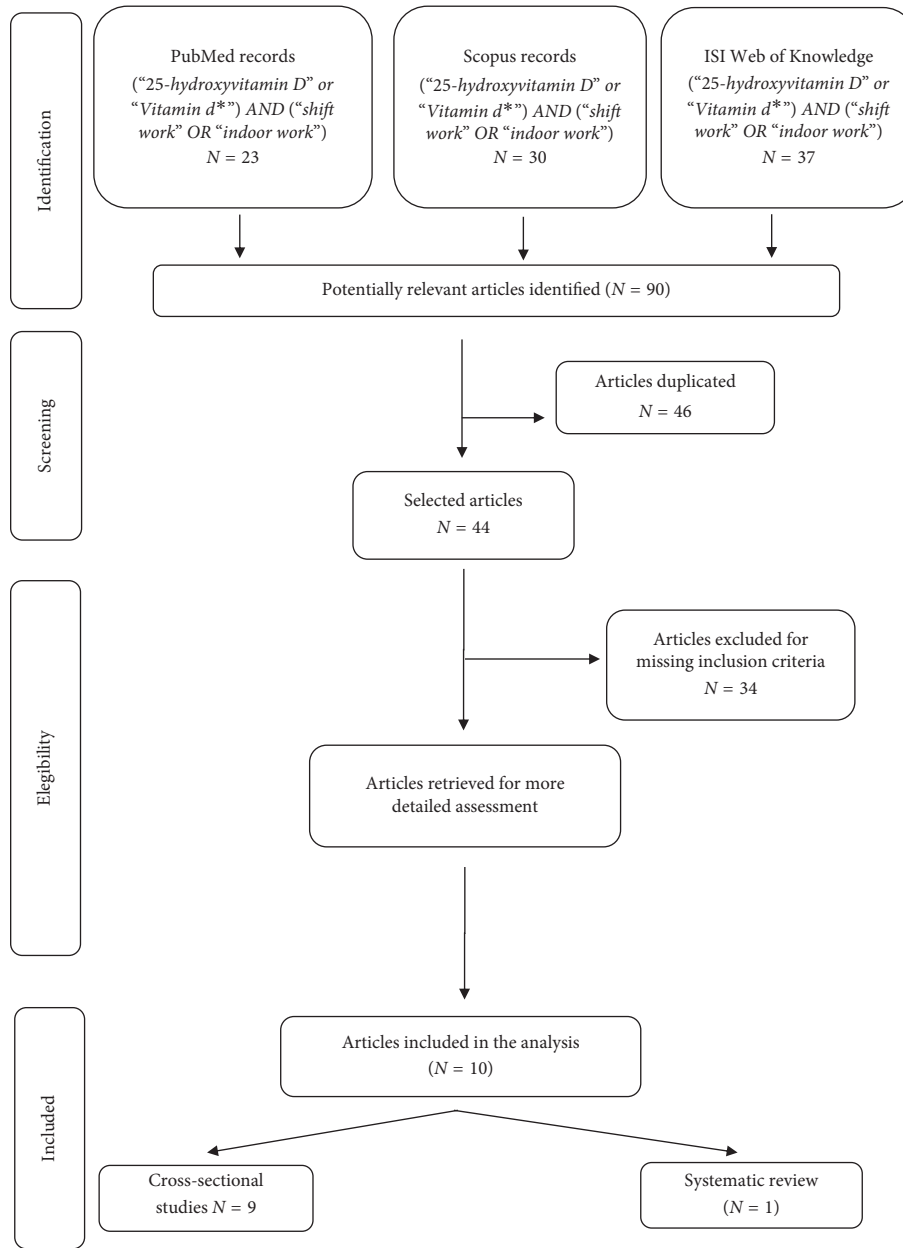 Identification
PubMed records
(“25-hydroxyvitamin D” or
“Vitamin d*”) AND (“shift
work” OR “indoor work”)
N = 23
Scopus records
(“25-hydroxyvitamin D” or
“Vitamin d*”) AND (“shift
work” OR “indoor work”)
N = 30
ISI Web of Knowledge
(“25-hydroxyvitamin D” or
“Vitamin d*”) AND (“shift
work” OR “indoor work”)
N = 37
Potentially relevant articles identified (N = 90)
Screening
Articles duplicated
N = 46
Selected articles
N = 44
Elegibility
Articles excluded for
missing inclusion criteria
N = 34
Articles retrieved for more
detailed assessment
Included
Articles included in the analysis
(N = 10)
Cross-sectional
studies N = 9
Systematic review
(N = 1)